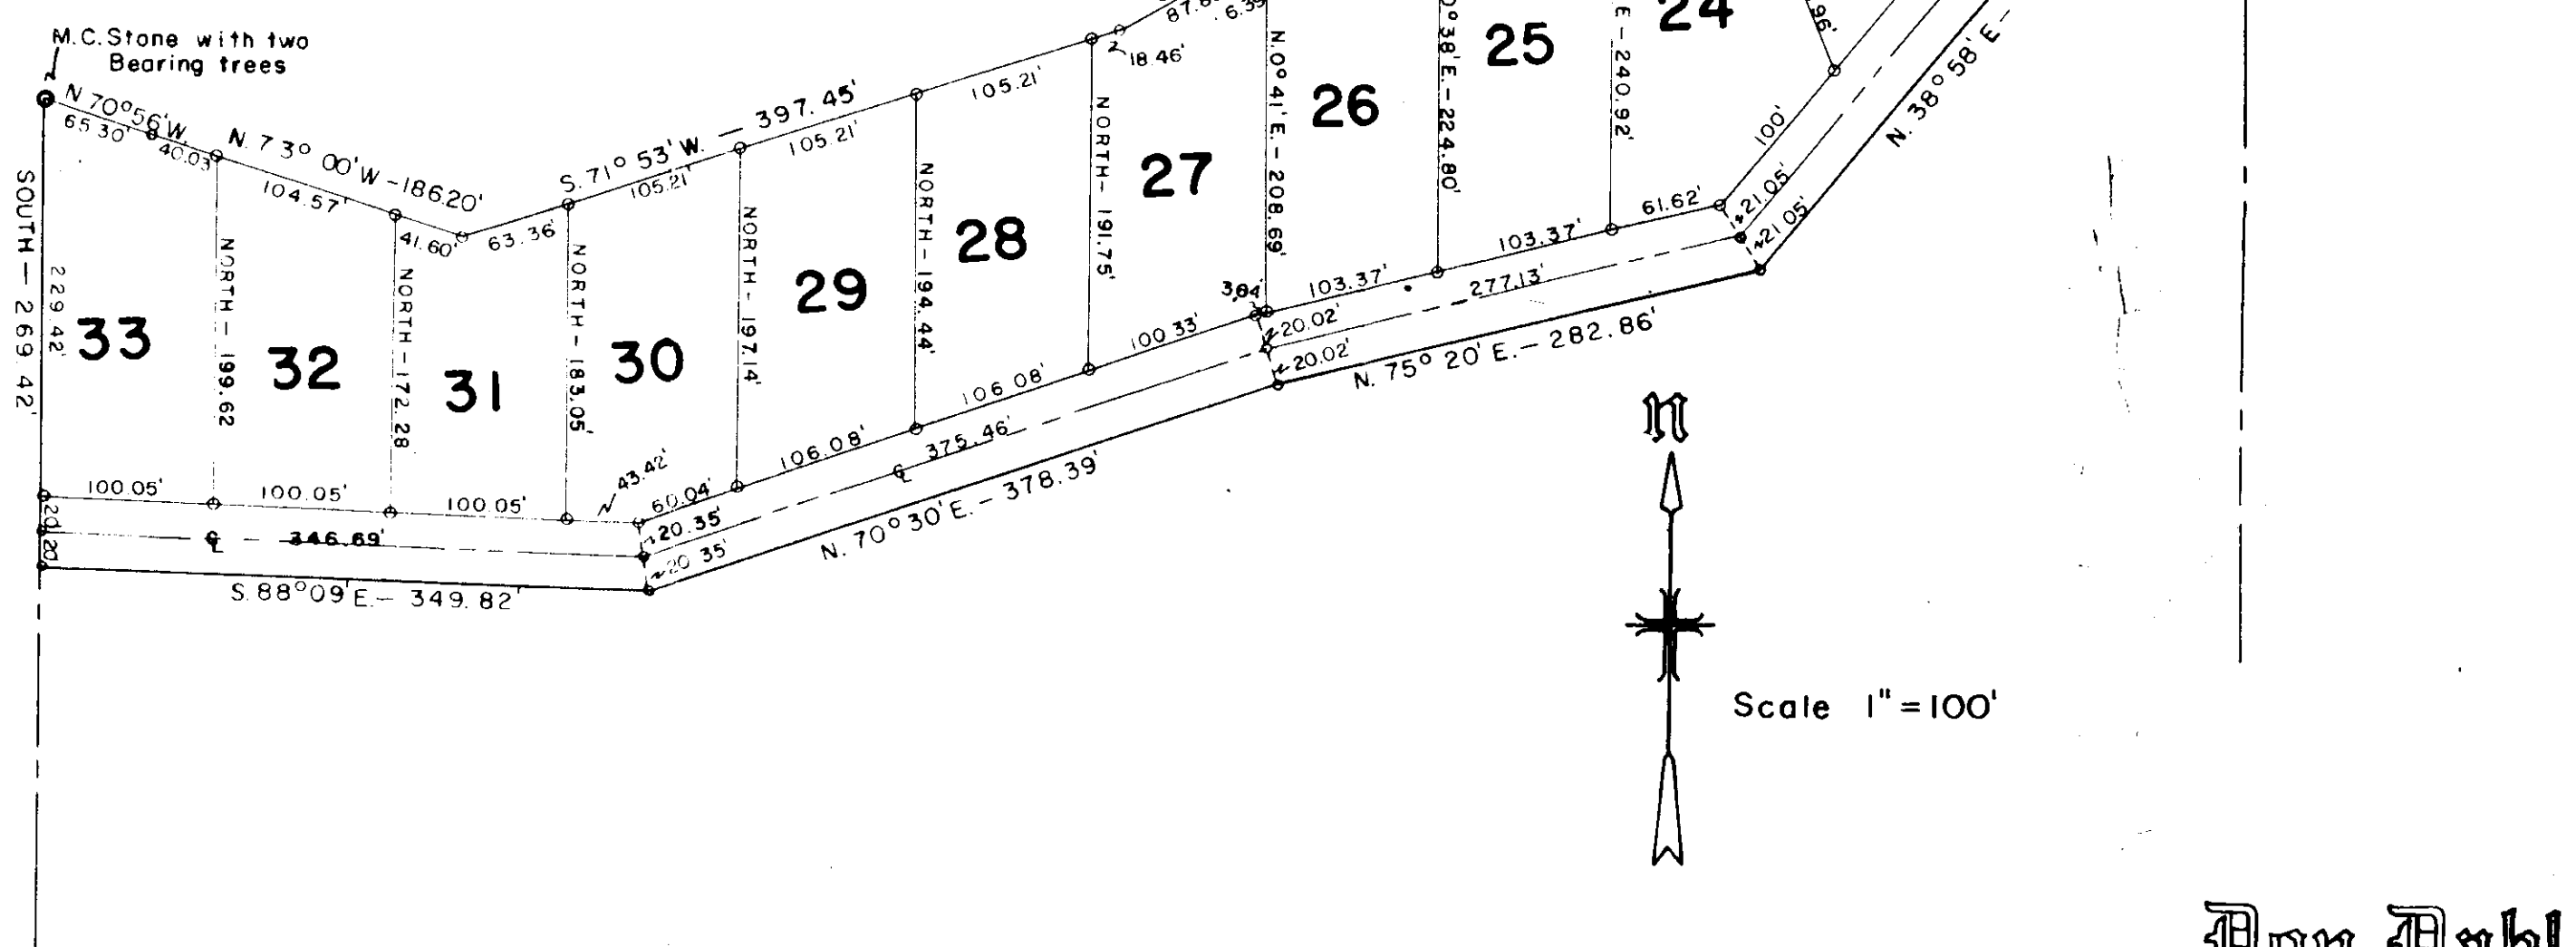 M.C. Stone with two
Bearing trees
N 70° 56' W.
65.30'
40.03'
N. 73° 00' W - 186.20'
104.57'
41.60'
63.36'
S. 71° 53' W. - 397.45'
105.21'
105.21'
105.21'
18.46'
SOUTH - 269.42'
229.42'
33
NORTH - 199.62
32
NORTH - 172.28
31
NORTH - 183.05'
30
NORTH - 197.14'
29
NORTH - 194.44'
28
NORTH - 191.75'
27
N. 0° 41' E. - 208.69'
26
0° 38' E. - 224.80'
25
E - 240.92'
24
96'
100'
N. 38° 58' E -
100.05'
100.05'
100.05'
43.42'
60.04'
106.08'
106.08'
100.33'
3.64'
103.37'
103.37'
61.62'
21.05'
21.05'
20.02'
20.02'
277.13'
N. 75° 20' E. - 282.86'
20.35'
20.35'
375.46'
N. 70° 30' E. - 378.39'
20'
20'
346.69'
S. 88° 09' E. - 349.82'
N
Scale 1" = 100'